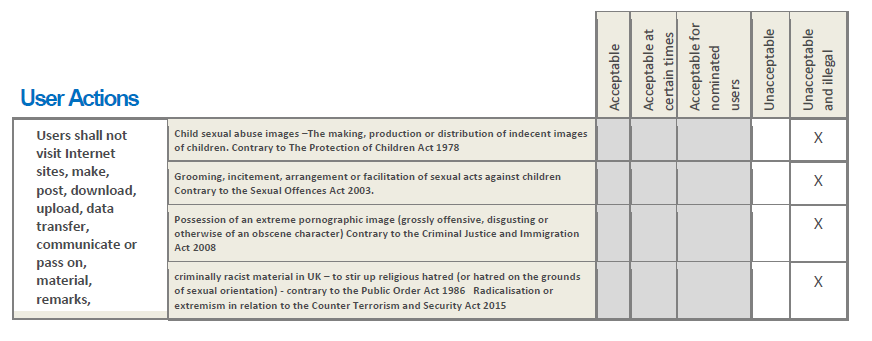 User Actions
Acceptable
Acceptable at
certain times
Acceptable for
nominated
users
Unacceptable
Unacceptable
and illegal
Users shall not
visit Internet
sites, make,
post, download,
upload, data
transfer,
communicate or
pass on,
material,
remarks,
Child sexual abuse images –The making, production or distribution of indecent images
of children. Contrary to The Protection of Children Act 1978
X
Grooming, incitement, arrangement or facilitation of sexual acts against children
Contrary to the Sexual Offences Act 2003.
X
Possession of an extreme pornographic image (grossly offensive, disgusting or
otherwise of an obscene character) Contrary to the Criminal Justice and Immigration
Act 2008
X
criminally racist material in UK – to stir up religious hatred (or hatred on the grounds
of sexual orientation) - contrary to the Public Order Act 1986 Radicalisation or
extremism in relation to the Counter Terrorism and Security Act 2015
X